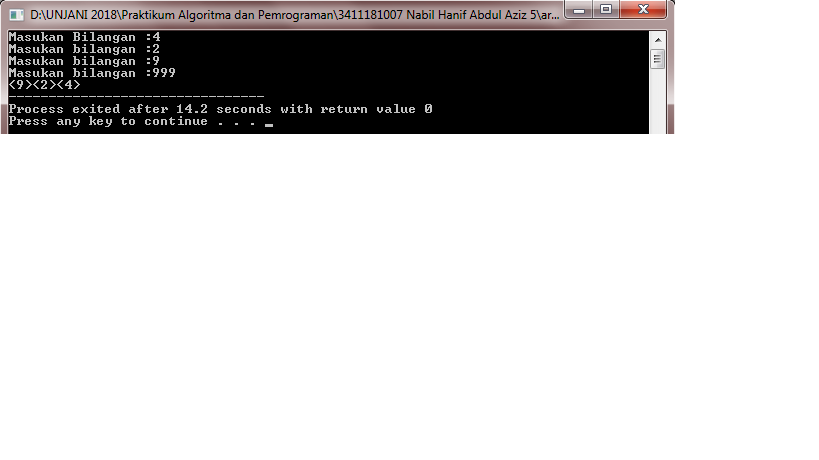 D:\UNJANI 2018\Praktikum Algoritma dan Pemrograman\3411181007 Nabil Hanif Abdul Aziz 5\ar...
Masukan Bilangan :4
Masukan bilangan :2
Masukan bilangan :9
Masukan bilangan :999
<9><2><4>
--------------------------------
Process exited after 14.2 seconds with return value 0
Press any key to continue . . . _